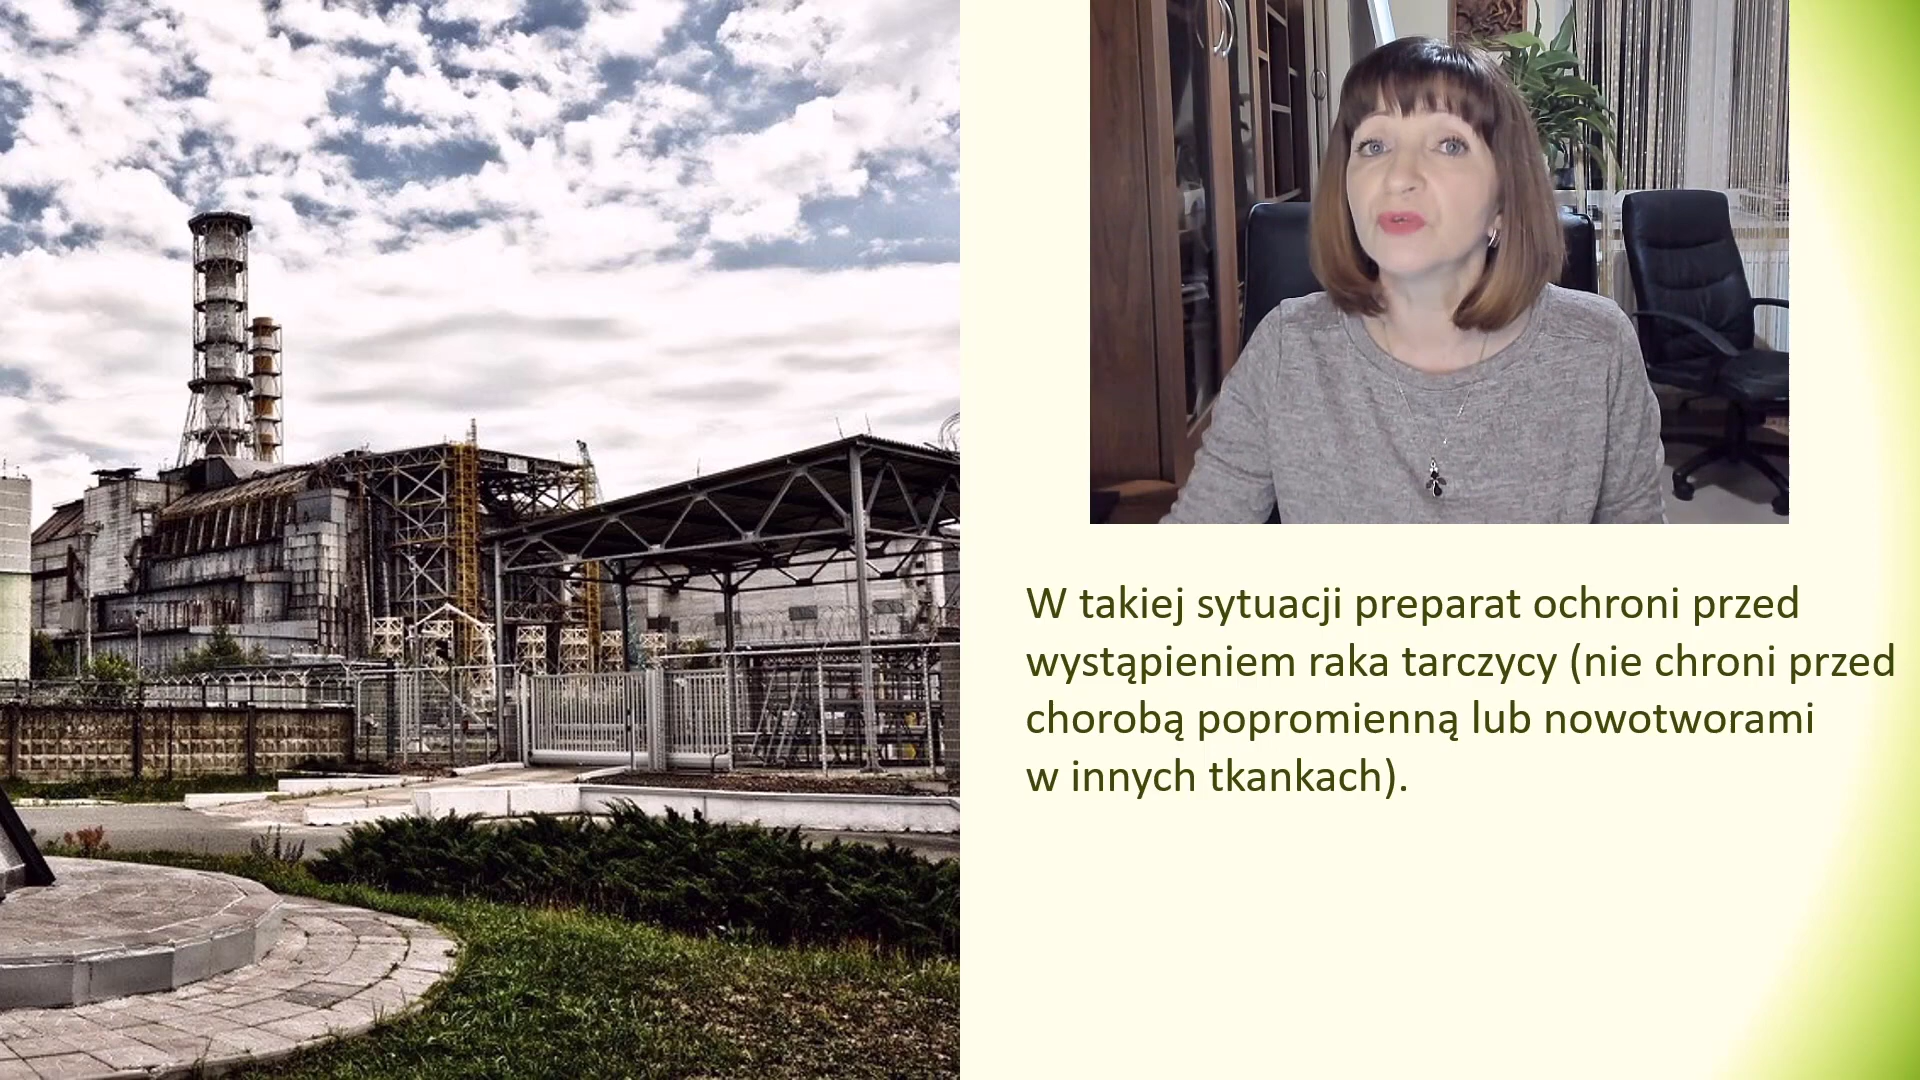 W takiej sytuacji preparat ochroni przed
wystąpieniem raka tarczycy (nie chroni przed
chorobą popromienną lub nowotworami
w innych tkankach).